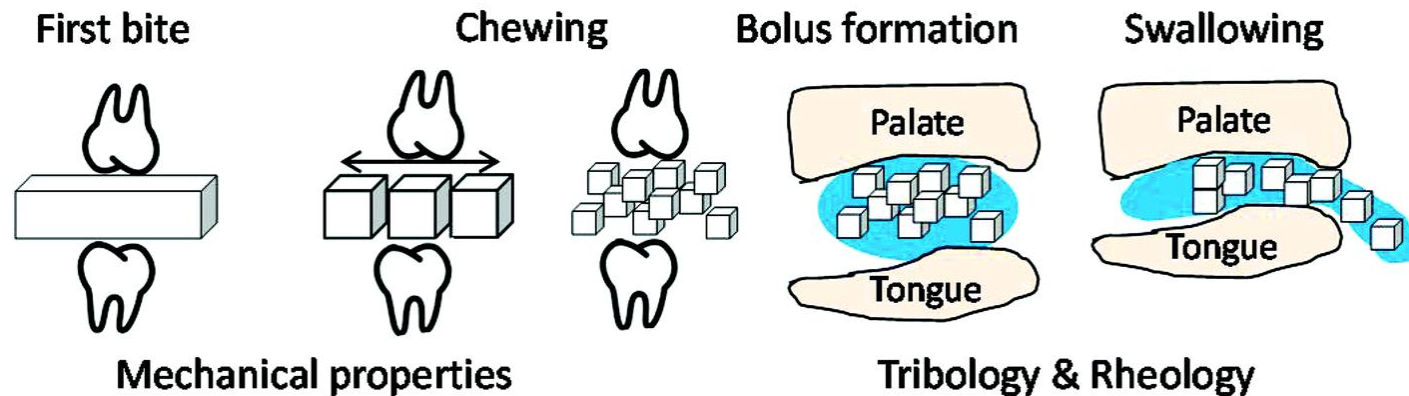 First bite
Chewing
Bolus formation
Swallowing
Palate
Palate
Tongue
Tongue
Mechanical properties
Tribology & Rheology